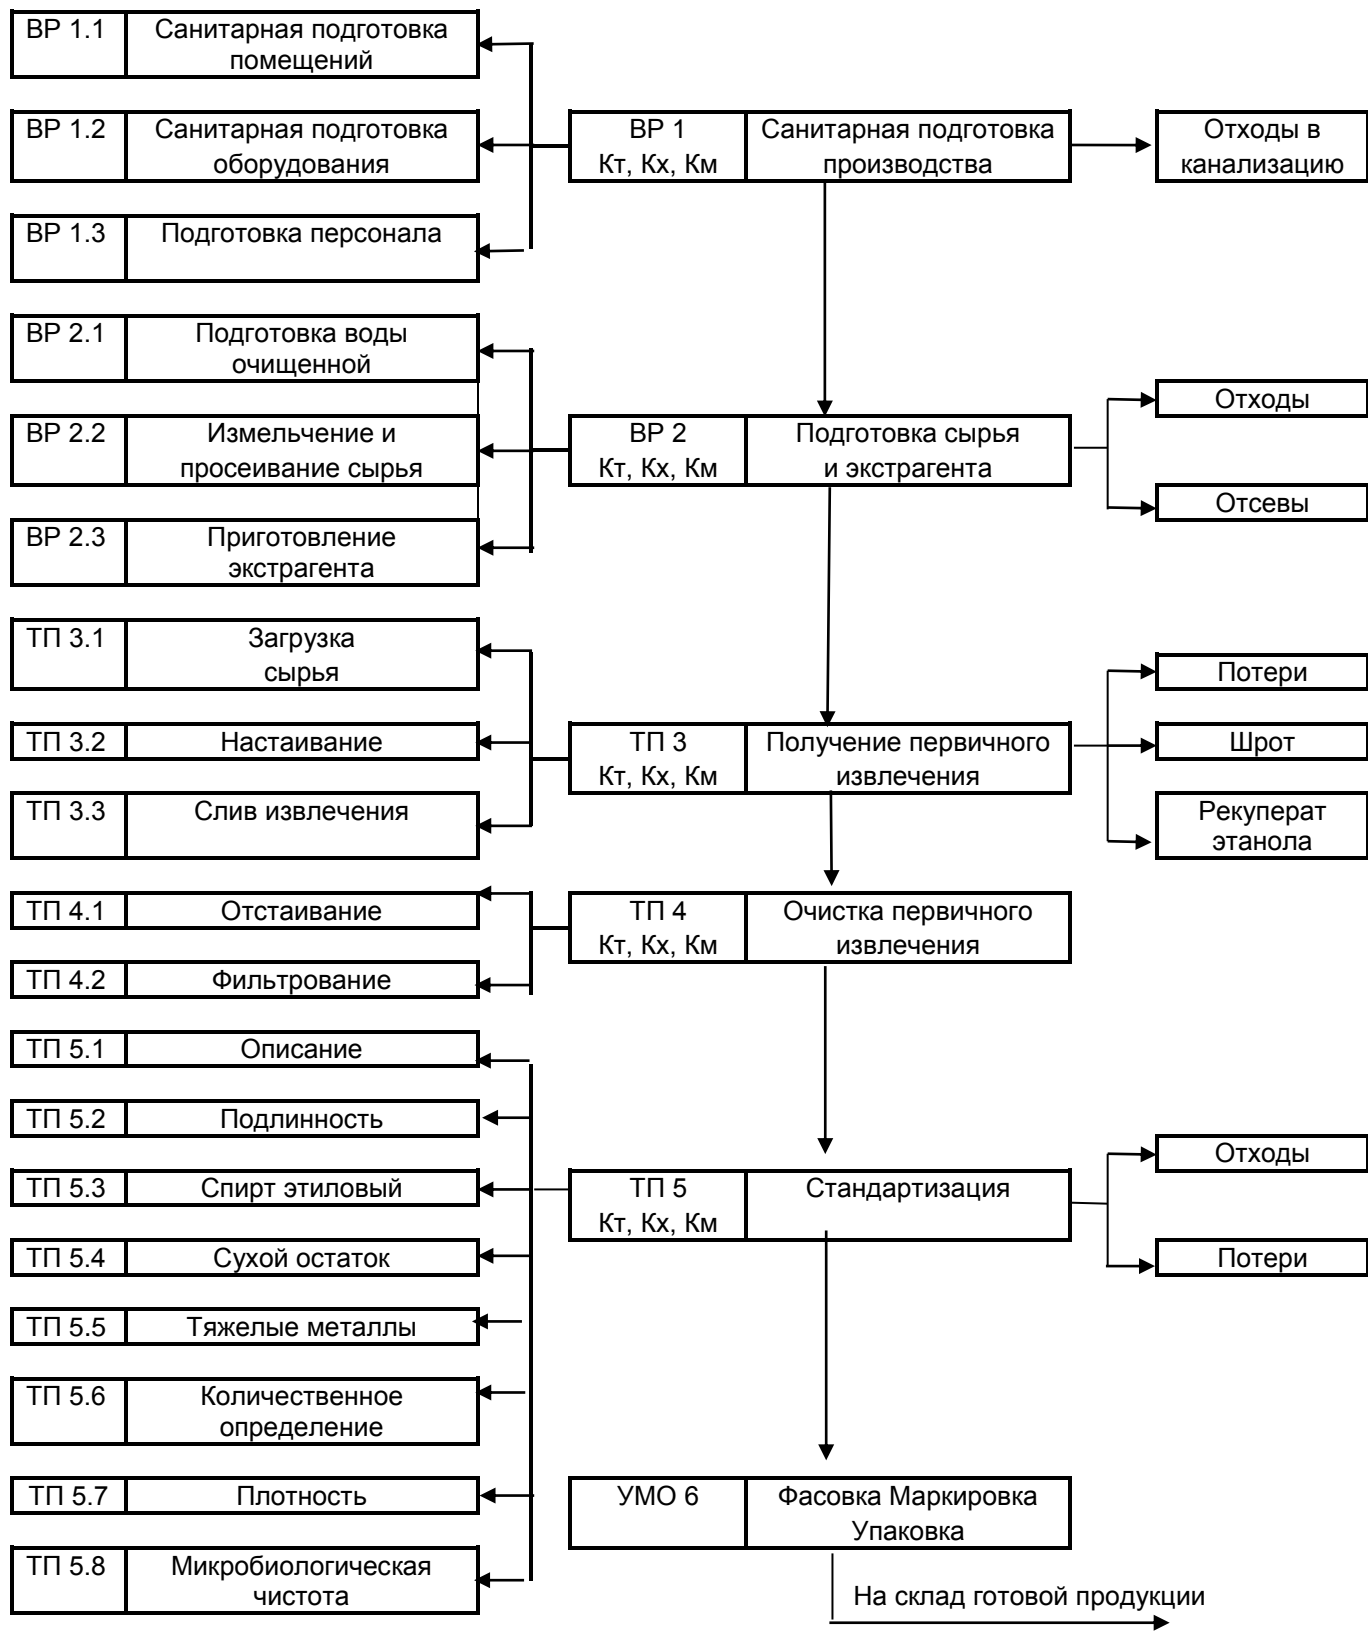 ВР 1.1
Санитарная подготовка
помещений
ВР 1.2
Санитарная подготовка
оборудования
ВР 1
Кт, Кх, Км
Санитарная подготовка
производства
Отходы в
канализацию
ВР 1.3
Подготовка персонала
ВР 2.1
Подготовка воды
очищенной
ВР 2.2
Измельчение и
просеивание сырья
ВР 2
Кт, Кх, Км
Подготовка сырья
и экстрагента
Отходы
Отсевы
ВР 2.3
Приготовление
экстрагента
ТП 3.1
Загрузка
сырья
ТП 3.2
Настаивание
ТП 3
Кт, Кх, Км
Получение первичного
извлечения
Потери
Шрот
Рекуперат
этанола
ТП 3.3
Слив извлечения
ТП 4.1
Отстаивание
ТП 4
Кт, Кх, Км
Очистка первичного
извлечения
ТП 4.2
Фильтрование
ТП 5.1
Описание
ТП 5.2
Подлинность
ТП 5.3
Спирт этиловый
ТП 5
Кт, Кх, Км
Стандартизация
Отходы
Потери
ТП 5.4
Сухой остаток
ТП 5.5
Тяжелые металлы
ТП 5.6
Количественное
определение
ТП 5.7
Плотность
УМО 6
Фасовка Маркировка
Упаковка
ТП 5.8
Микробиологическая
чистота
На склад готовой продукции